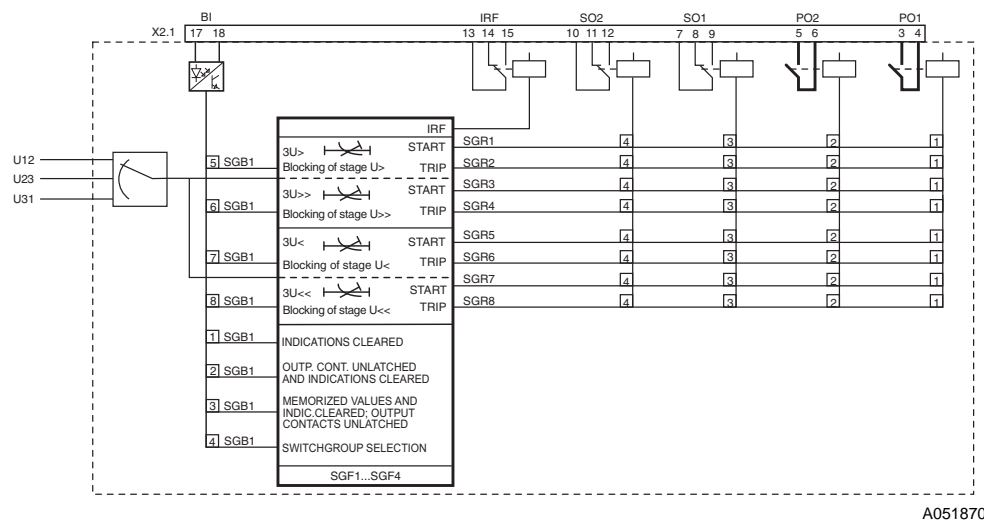 BI IRF SO2 SO1 PO2 PO1
X2.1 17 18 13 14 15 10 11 12 7 8 9 5 6 3 4
IRF
3U> START SGR1 4 3 2 1
5 SGB1 Blocking of stage U> TRIP SGR2 4 3 2 1
U12
U23
U31
3U>> START SGR3 4 3 2 1
6 SGB1 Blocking of stage U>> TRIP SGR4 4 3 2 1
3U< START SGR5 4 3 2 1
7 SGB1 Blocking of stage U< TRIP SGR6 4 3 2 1
3U<< START SGR7 4 3 2 1
8 SGB1 Blocking of stage U<< TRIP SGR8 4 3 2 1
1 SGB1 INDICATIONS CLEARED
2 SGB1 OUTP. CONT. UNLATCHED
AND INDICATIONS CLEARED
3 SGB1 MEMORIZED VALUES AND
INDIC.CLEARED; OUTPUT
CONTACTS UNLATCHED
4 SGB1 SWITCHGROUP SELECTION
SGF1...SGF4
A051870